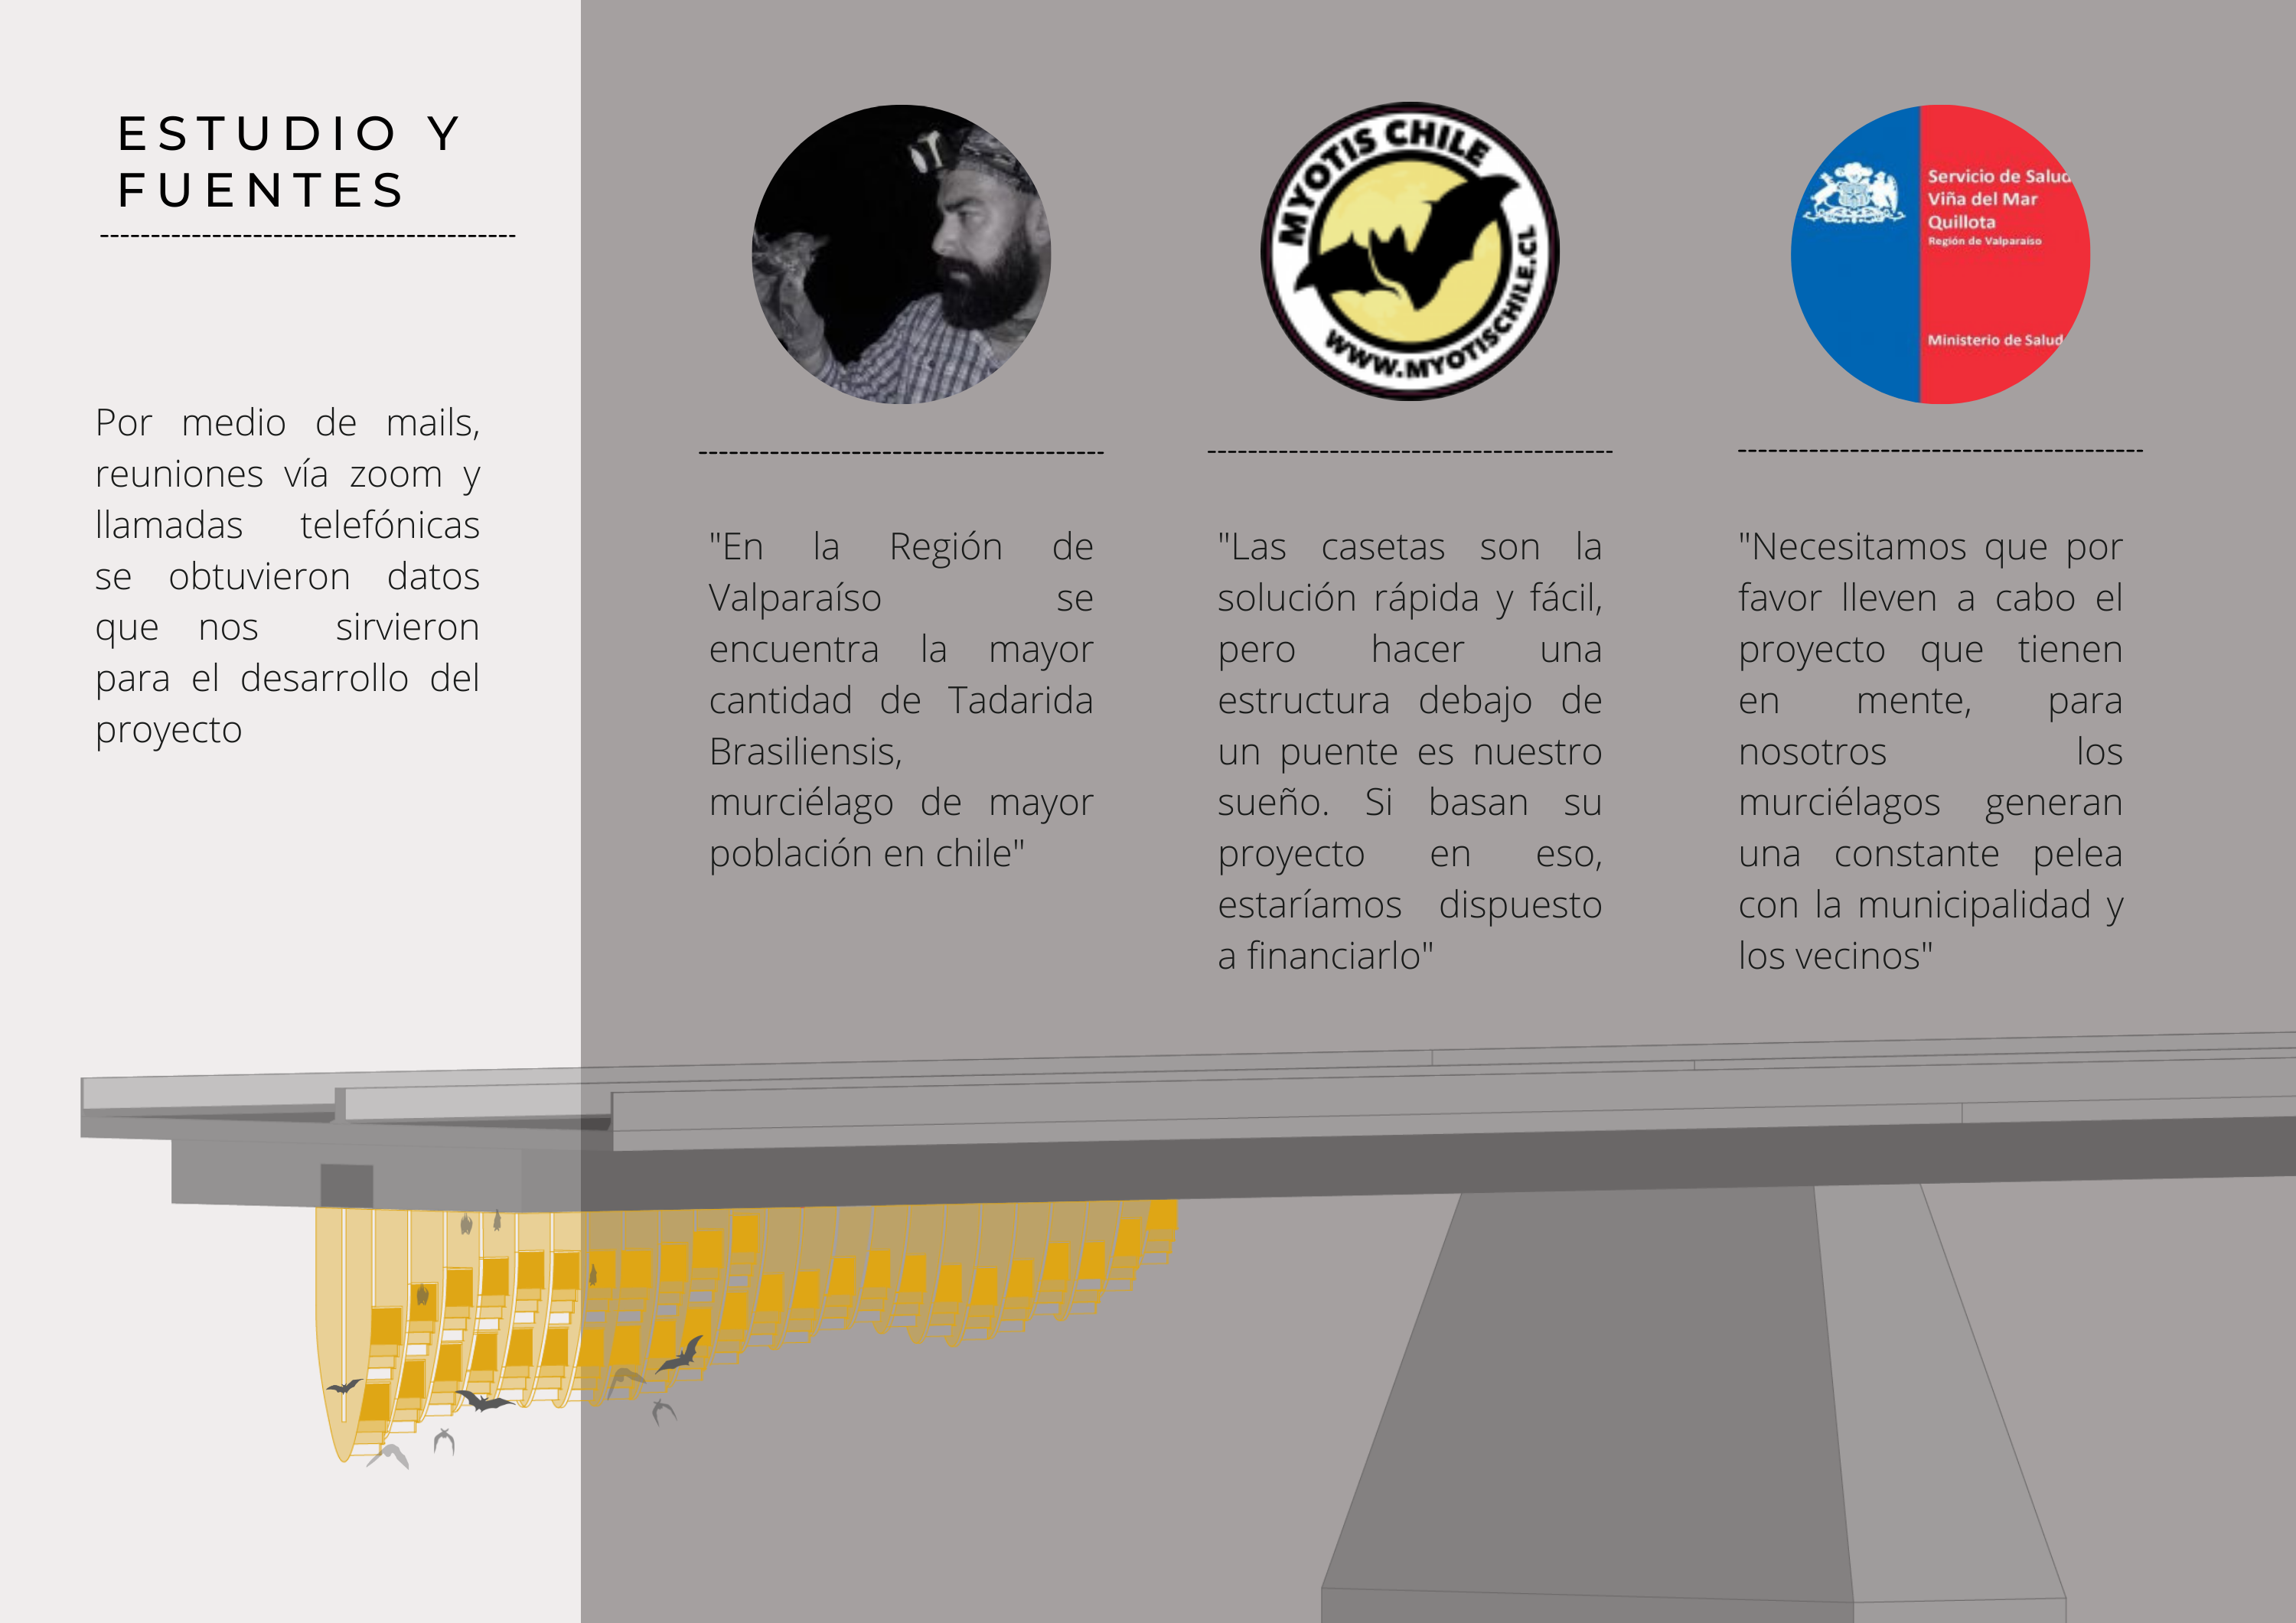 ESTUDIO Y
FUENTES
Por medio de mails,
reuniones vía zoom y
llamadas telefónicas
se obtuvieron datos
que nos sirvieron
para el desarrollo del
proyecto
"En la Región de
Valparaíso se
encuentra la mayor
cantidad de Tadarida
Brasiliensis,
murciélago de mayor
población en chile"
MYOTIS CHILE
WWW.MYOTISCHILE.CL
"Las casetas son la
solución rápida y fácil,
pero hacer una
estructura debajo de
un puente es nuestro
sueño. Si basan su
proyecto en eso,
estaríamos dispuesto
a financiarlo"
Servicio de Salud
Viña del Mar
Quillota
Región de Valparaíso
Ministerio de Salud
"Necesitamos que por
favor lleven a cabo el
proyecto que tienen
en mente, para
nosotros los
murciélagos generan
una constante pelea
con la municipalidad y
los vecinos"